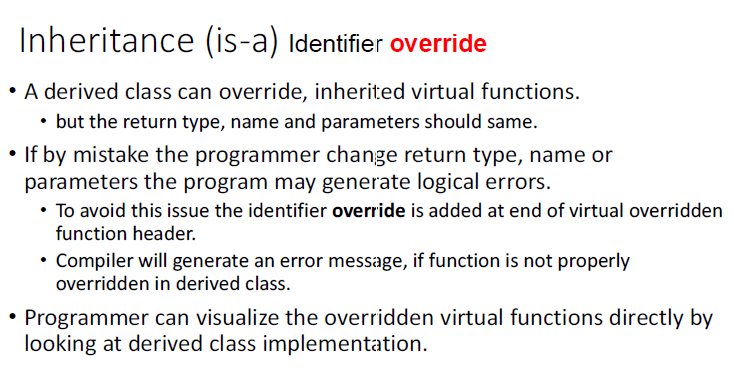 Inheritance (is-a) Identifier override
• A derived class can override, inherited virtual functions.
• but the return type, name and parameters should same.
• If by mistake the programmer change return type, name or
parameters the program may generate logical errors.
• To avoid this issue the identifier override is added at end of virtual overridden
function header.
• Compiler will generate an error message, if function is not properly
overridden in derived class.
• Programmer can visualize the overridden virtual functions directly by
looking at derived class implementation.